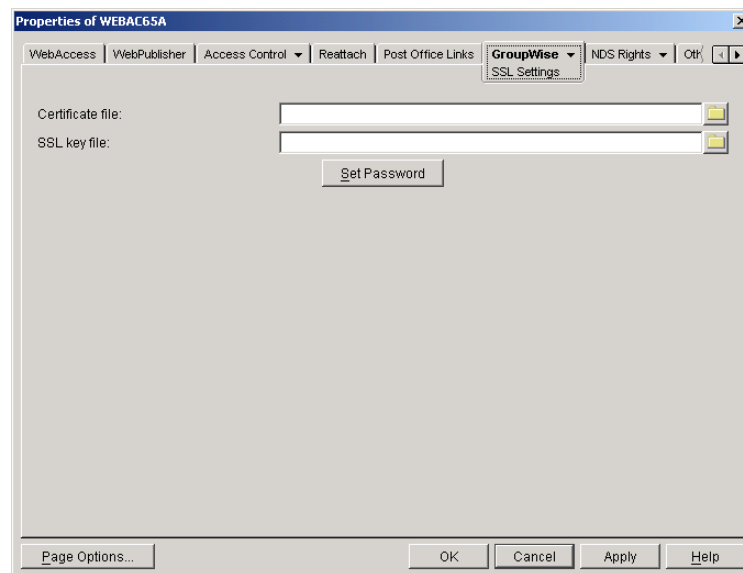 Properties of WEBAC65A
WebAccess WebPublisher Access Control Reattach Post Office Links GroupWise NDS Rights Oth
SSL Settings
Certificate file:
SSL key file:
Set Password
Page Options... OK Cancel Apply Help